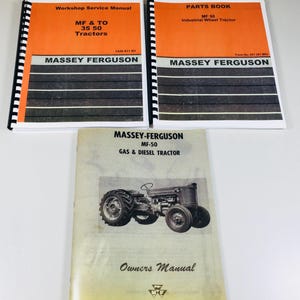 Workshop Service Manual
MF & TO
35 50
Tractors
MASSEY FERGUSON
PARTS BOOK
MF 50
Industrial Wheel Tractor
MASSEY FERGUSON
MASSEY-FERGUSON
MF-50
GAS & DIESEL TRACTOR
Owners Manual